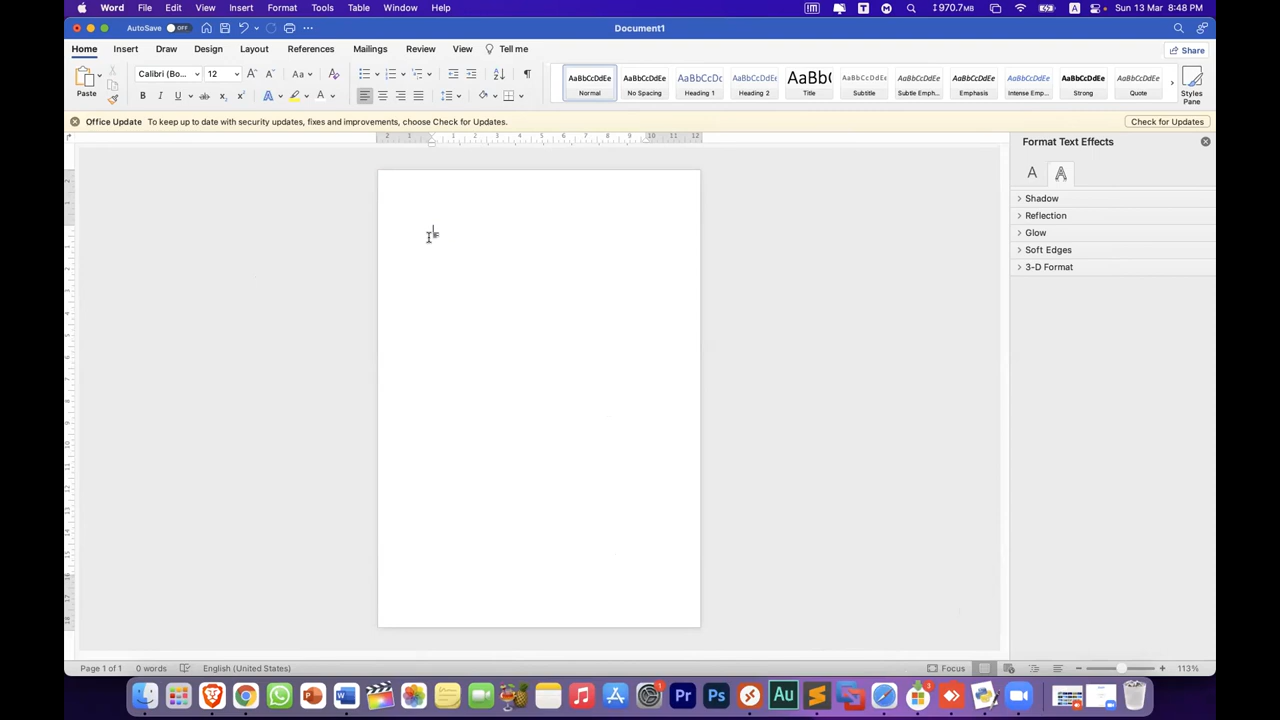 Word File Edit View Insert Format Tools Table Window Help 970.7MB Sun 13 Mar 8:48 PM
AutoSave OFF Document1
Home Insert Draw Design Layout References Mailings Review View Tell me Share
Paste Calibri (Bo... 12 AaBbCcDdEe AaBbCcDdEe AaBbCcDc AaBbCcDdEe AaBb( AaBbCcDdEe AaBbCcDdEe AaBbCcDdEe AaBbCcDdEe AaBbCcDdEe AaBbCcDdEe
Normal No Spacing Heading 1 Heading 2 Title Subtitle Subtle Emph... Emphasis Intense Emp... Strong Quote Styles Pane
Office Update To keep up to date with security updates, fixes and improvements, choose Check for Updates. Check for Updates
Format Text Effects
Shadow
Reflection
Glow
Soft Edges
3-D Format
Page 1 of 1 0 words English (United States) Focus 113%